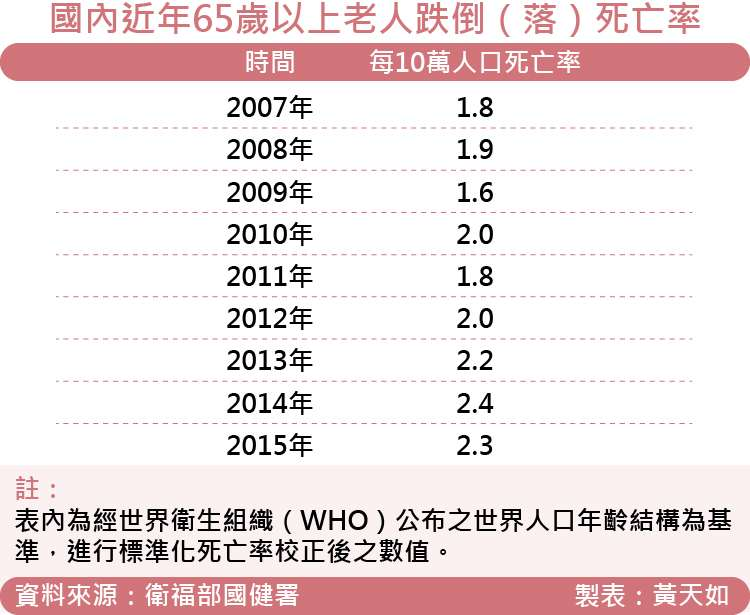 國內近年65歲以上老人跌倒（落）死亡率
時間 每10萬人口死亡率
2007年 1.8
2008年 1.9
2009年 1.6
2010年 2.0
2011年 1.8
2012年 2.0
2013年 2.2
2014年 2.4
2015年 2.3
註：
表內為經世界衛生組織（WHO）公布之世界人口年齡結構為基
準，進行標準化死亡率校正後之數值。
資料來源：衛福部國健署 製表：黃天如